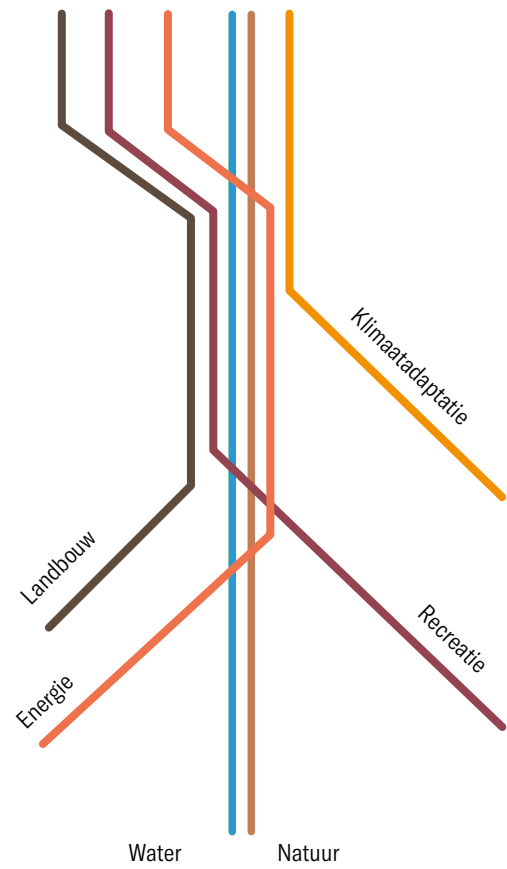 Klimaatadaptatie
Landbouw
Recreatie
Energie
Water
Natuur